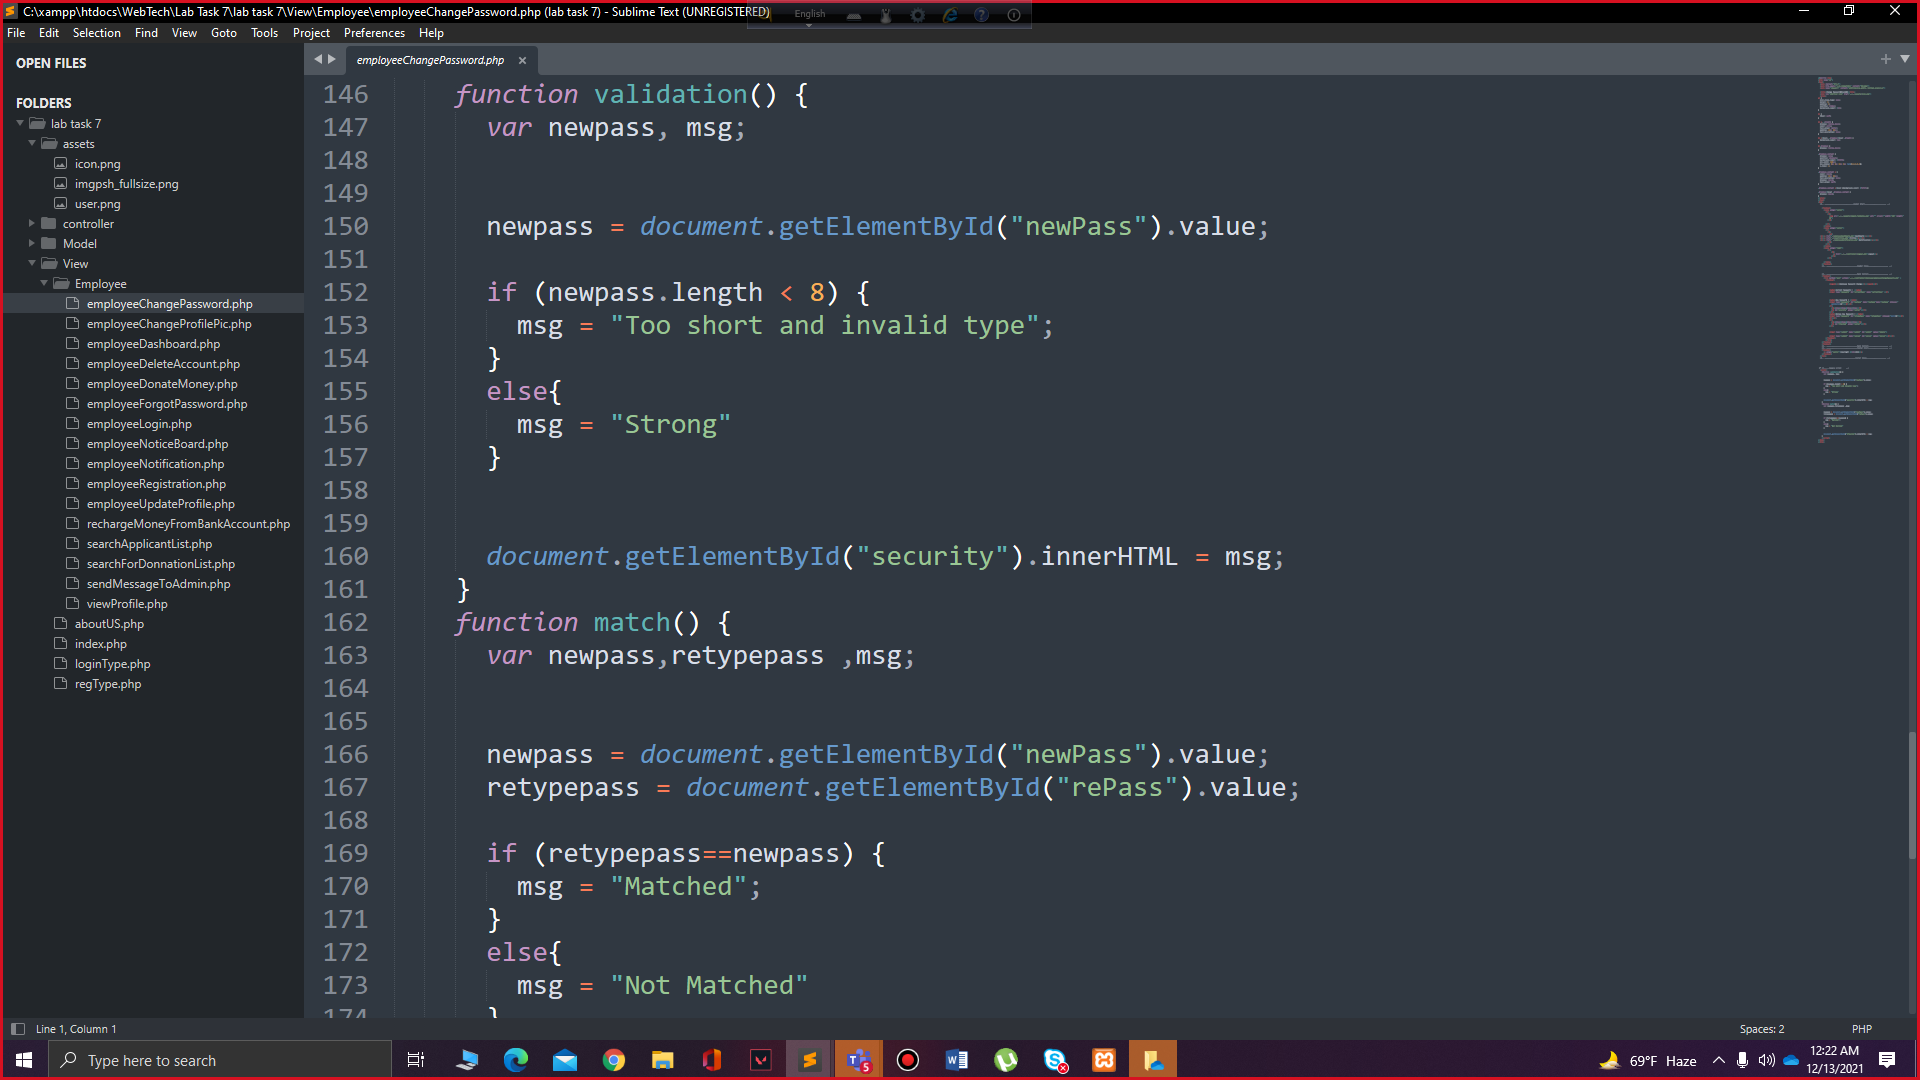 C:\xampp\htdocs\WebTech\Lab Task 7\lab task 7\View\Employee\employeeChangePassword.php (lab task 7) - Sublime Text (UNREGISTERED)
English
File Edit Selection Find View Goto Tools Project Preferences Help
OPEN FILES
FOLDERS
lab task 7
assets
icon.png
imgpsh_fullsize.png
user.png
controller
Model
View
Employee
employeeChangePassword.php
employeeChangeProfilePic.php
employeeDashboard.php
employeeDeleteAccount.php
employeeDonateMoney.php
employeeForgotPassword.php
employeeLogin.php
employeeNoticeBoard.php
employeeNotification.php
employeeRegistration.php
employeeUpdateProfile.php
rechargeMoneyFromBankAccount.php
searchApplicantList.php
searchForDonnationList.php
sendMessageToAdmin.php
viewProfile.php
aboutUS.php
index.php
loginType.php
regType.php
employeeChangePassword.php
146 function validation() {
147 var newpass, msg;
148
149
150 newpass = document.getElementById("newPass").value;
151
152 if (newpass.length < 8) {
153 msg = "Too short and invalid type";
154 }
155 else{
156 msg = "Strong"
157 }
158
159
160 document.getElementById("security").innerHTML = msg;
161 }
162 function match() {
163 var newpass,retypepass ,msg;
164
165
166 newpass = document.getElementById("newPass").value;
167 retypepass = document.getElementById("rePass").value;
168
169 if (retypepass==newpass) {
170 msg = "Matched";
171 }
172 else{
173 msg = "Not Matched"
174 }
Line 1, Column 1
Spaces: 2 PHP
Type here to search
5
69°F Haze
12:22 AM
12/13/2021